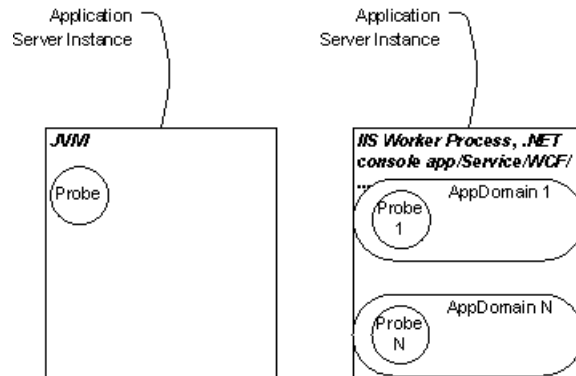 Application
Server Instance
Application
Server Instance
JVM
Probe
IIS Worker Process, .NET
console app/Service/WCF/
...
AppDomain 1
Probe
1
AppDomain N
Probe
N